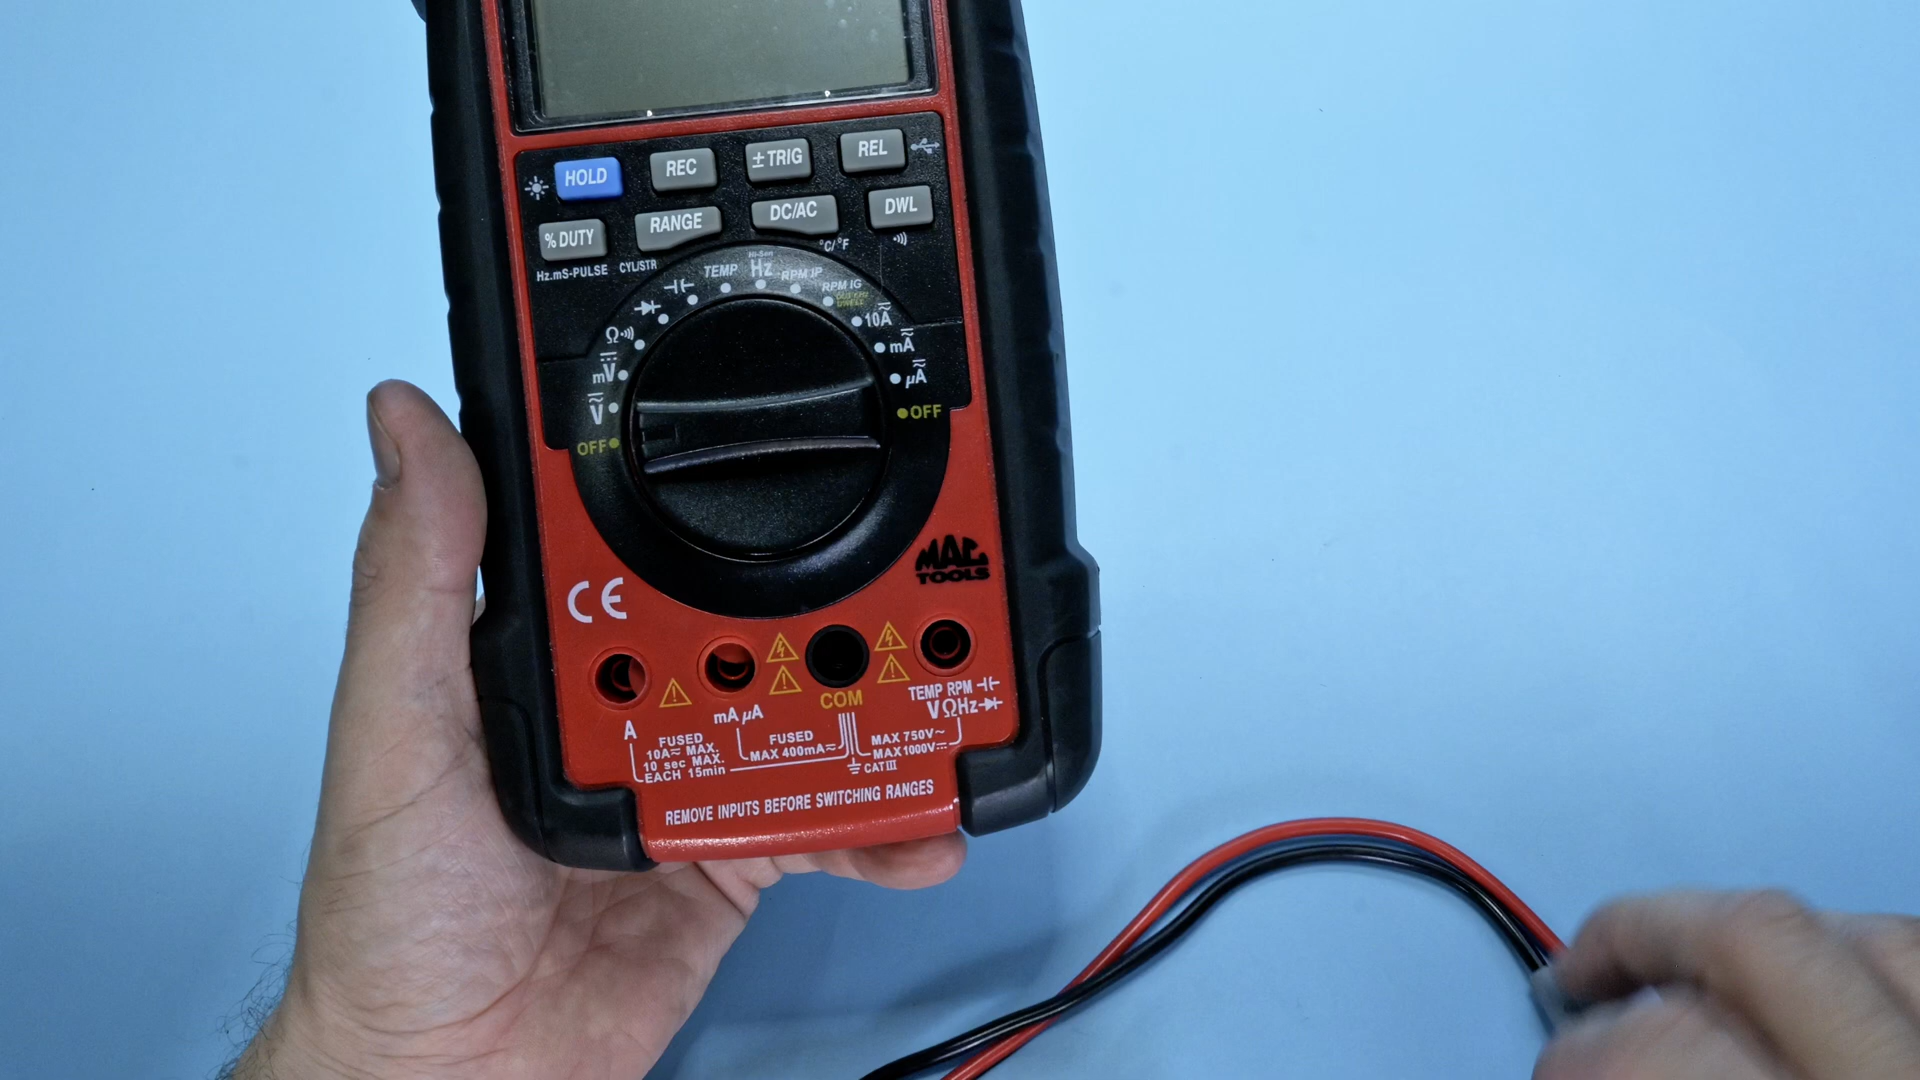 HOLD REC ±TRIG REL
% DUTY RANGE DC/AC DWL
Hz.mS-PULSE CYL/STR °C/°F
TEMP Hi-Sen Hz RPM IP RPM IG
Ω 10A
mV mA
V µA
OFF OFF
MAC
TOOLS
CE
COM
A mA µA TEMP RPM
VΩHz
FUSED
10A MAX.
10 sec MAX.
EACH 15min
FUSED
MAX 400mA
MAX 750V~
MAX 1000V
CAT III
REMOVE INPUTS BEFORE SWITCHING RANGES